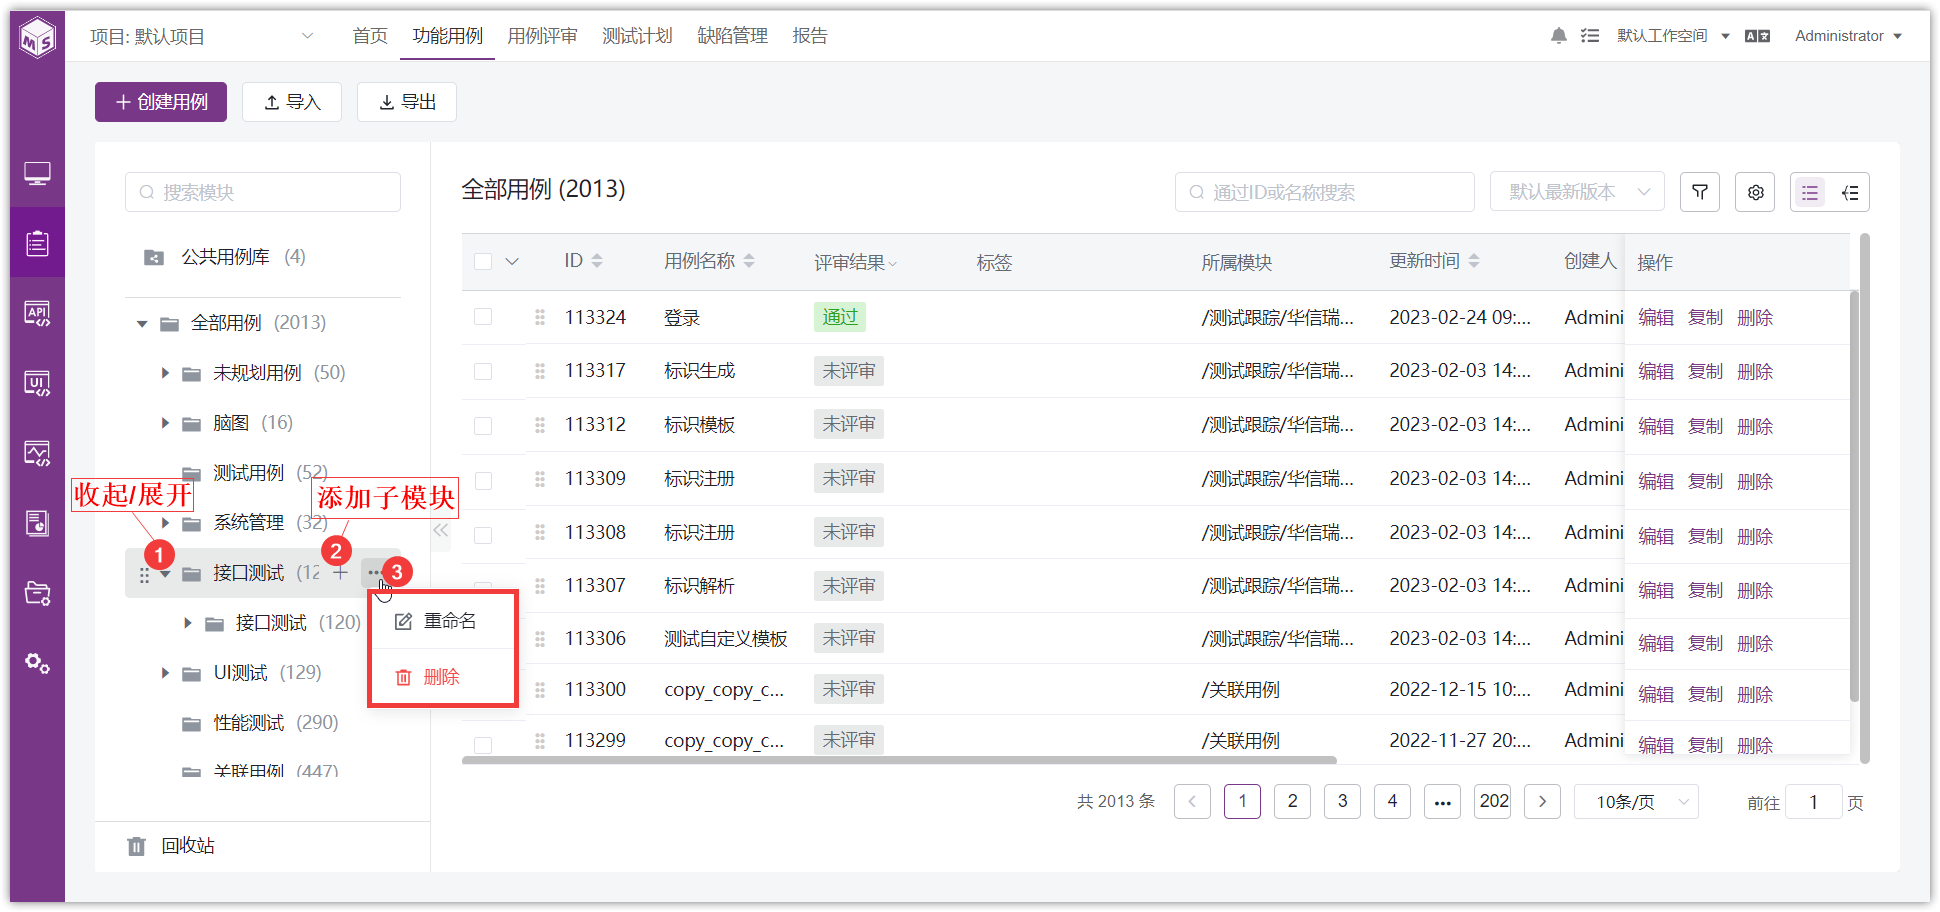 MS
项目: 默认项目
首页 功能用例 用例评审 测试计划 缺陷管理 报告
默认工作空间
A文
Administrator
创建用例
导入
导出
API
UI
搜索模块
公共用例库 (4)
全部用例 (2013)
未规划用例 (50)
脑图 (16)
测试用例 (52)
收起/展开
添加子模块
系统管理 (32)
1
2
3
接口测试 (12
重命名
删除
接口测试 (120)
UI测试 (129)
性能测试 (290)
关联用例 (447)
回收站
全部用例 (2013)
通过ID或名称搜索
默认最新版本
ID 用例名称 评审结果 标签 所属模块 更新时间 创建人 操作
113324 登录 通过 /测试跟踪/华信瑞... 2023-02-24 09:... Admini 编辑 复制 删除
113317 标识生成 未评审 /测试跟踪/华信瑞... 2023-02-03 14:... Admini 编辑 复制 删除
113312 标识模板 未评审 /测试跟踪/华信瑞... 2023-02-03 14:... Admini 编辑 复制 删除
113309 标识注册 未评审 /测试跟踪/华信瑞... 2023-02-03 14:... Admini 编辑 复制 删除
113308 标识注册 未评审 /测试跟踪/华信瑞... 2023-02-03 14:... Admini 编辑 复制 删除
113307 标识解析 未评审 /测试跟踪/华信瑞... 2023-02-03 14:... Admini 编辑 复制 删除
113306 测试自定义模板 未评审 /测试跟踪/华信瑞... 2023-02-03 14:... Admini 编辑 复制 删除
113300 copy_copy_c... 未评审 /关联用例 2022-12-15 10:... Admini 编辑 复制 删除
113299 copy_copy_c... 未评审 /关联用例 2022-11-27 20:... Admini 编辑 复制 删除
共 2013 条 1 2 3 4 ... 202 10条/页 前往 1 页